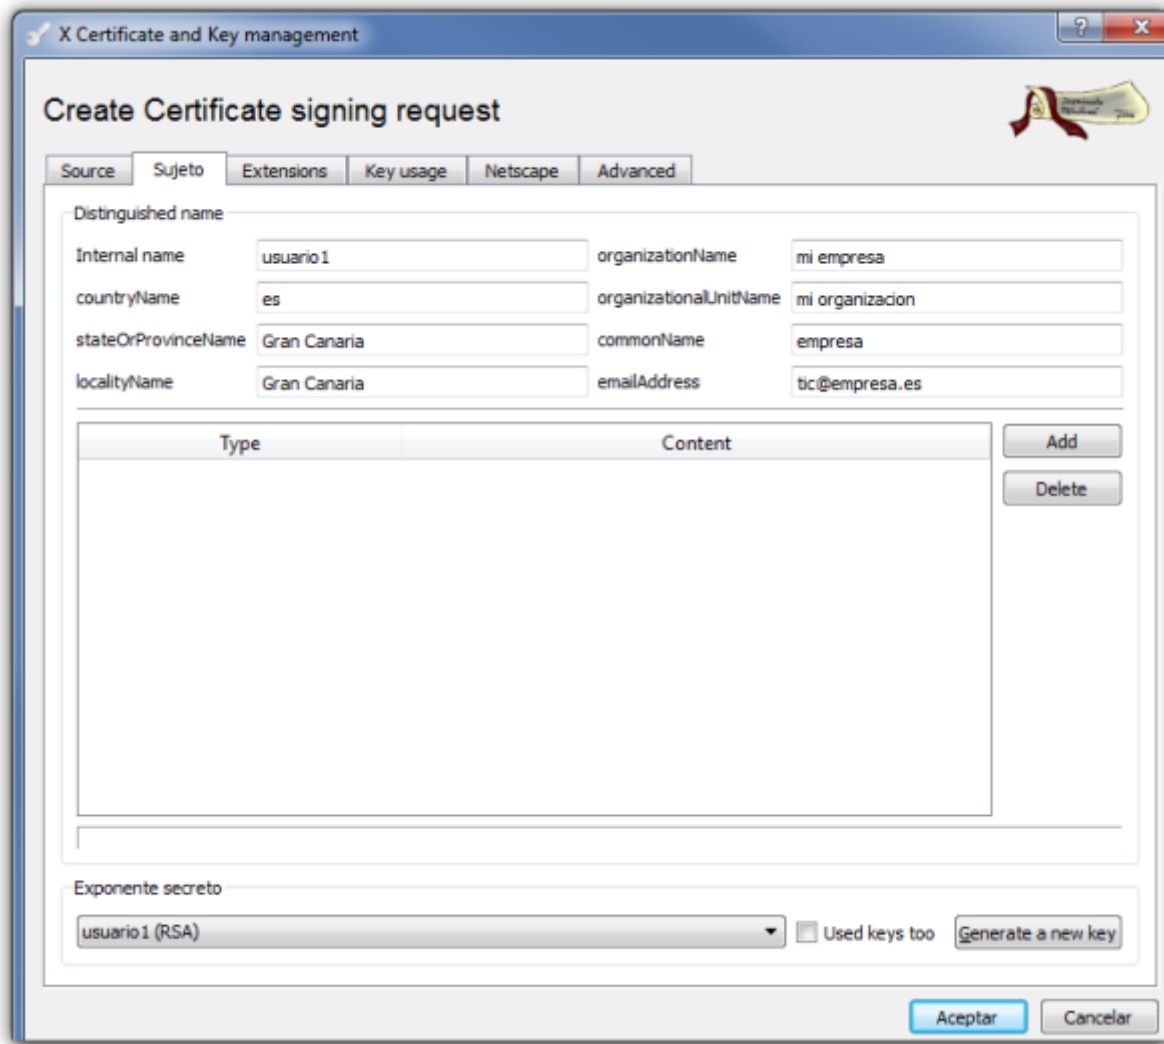 X Certificate and Key management
Create Certificate signing request
Source Sujeto Extensions Key usage Netscape Advanced
Distinguished name
Internal name usuario1 organizationName mi empresa
countryName es organizationalUnitName mi organizacion
stateOrProvinceName Gran Canaria commonName empresa
localityName Gran Canaria emailAddress tic@empresa.es
Type Content Add
Delete
Exponente secreto
usuario1 (RSA) Used keys too Generate a new key
Aceptar Cancelar